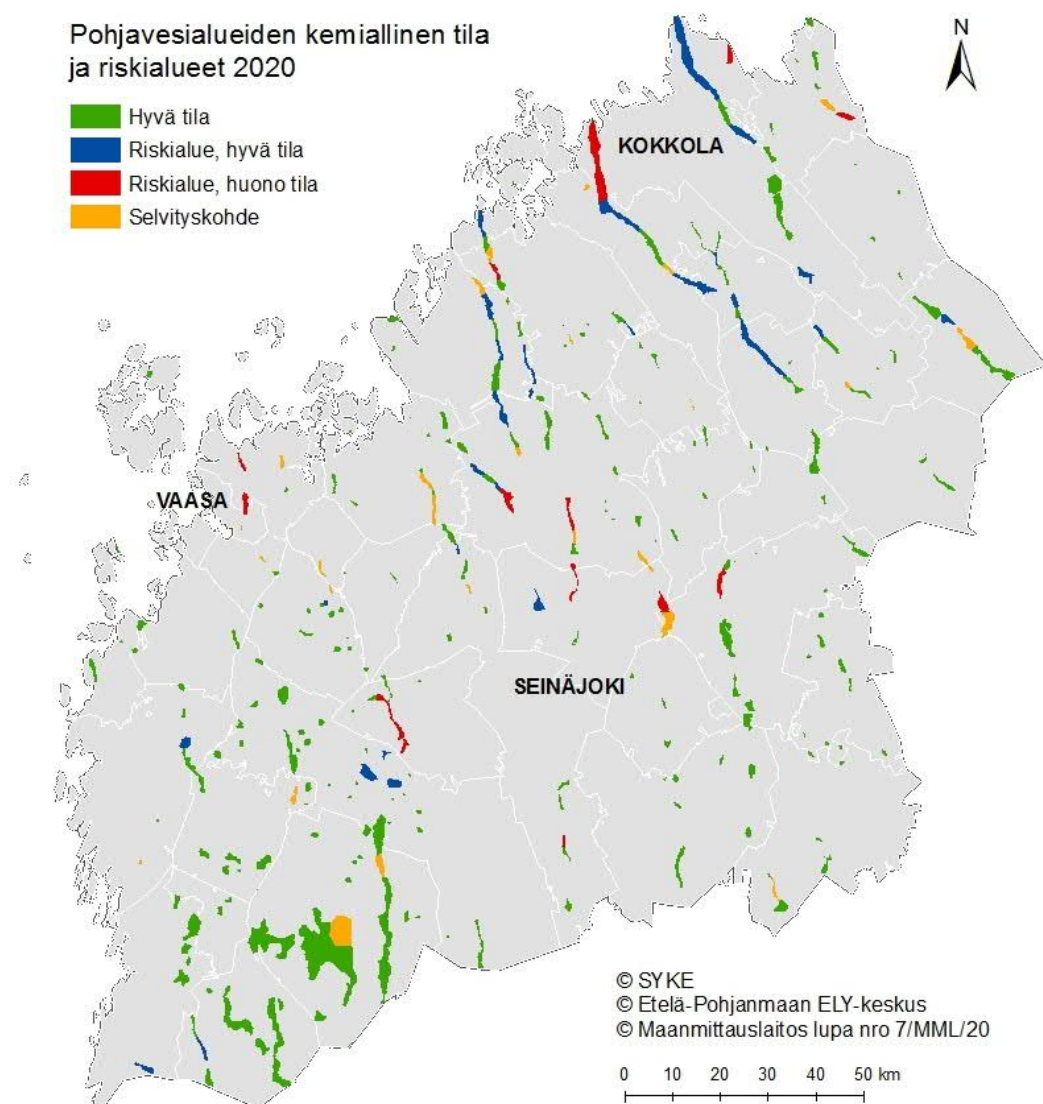 Pohjavesialueiden kemiallinen tila
ja riskialueet 2020
Hyvä tila
Riskialue, hyvä tila
Riskialue, huono tila
Selvityskohde
N
KOKKOLA
VAASA
SEINÄJOKI
© SYKE
© Etelä-Pohjanmaan ELY-keskus
© Maanmittauslaitos lupa nro 7/MML/20
0 10 20 30 40 50 km